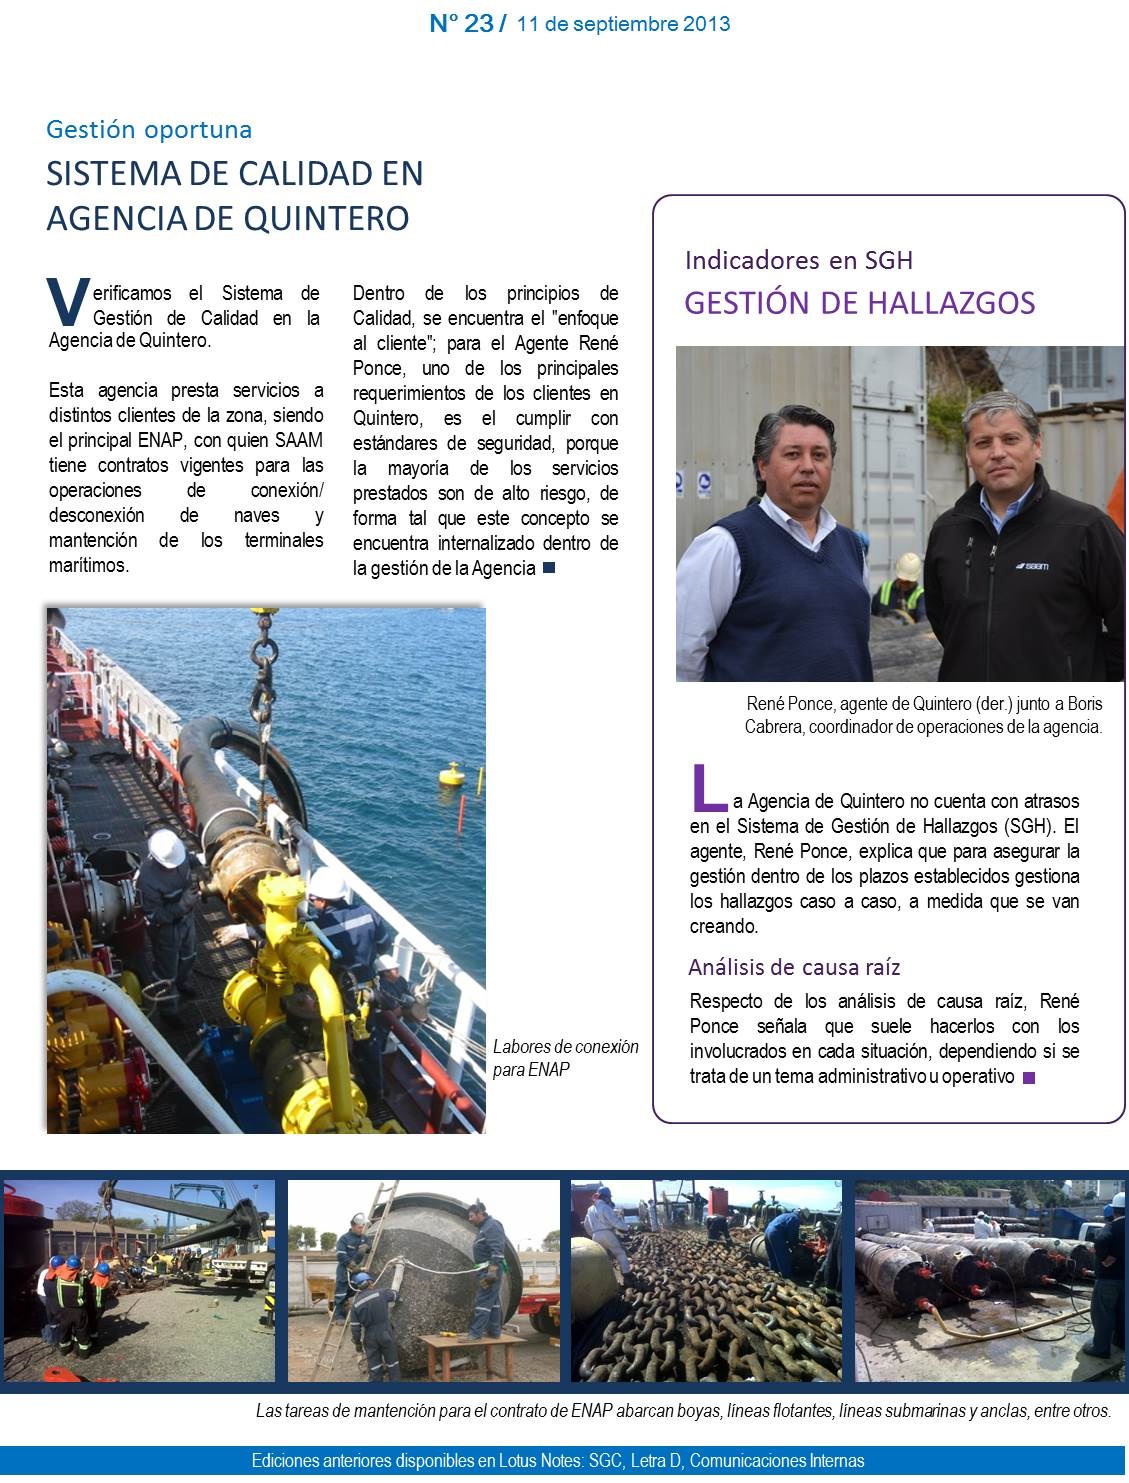 N° 23 / 11 de septiembre 2013
Gestión oportuna
SISTEMA DE CALIDAD EN
AGENCIA DE QUINTERO
Verificamos el Sistema de
Gestión de Calidad en la
Agencia de Quintero.
Esta agencia presta servicios a
distintos clientes de la zona, siendo
el principal ENAP, con quien SAAM
tiene contratos vigentes para las
operaciones de conexión/
desconexión de naves y
mantención de los terminales
marítimos.
Dentro de los principios de
Calidad, se encuentra el "enfoque
al cliente"; para el Agente René
Ponce, uno de los principales
requerimientos de los clientes en
Quintero, es el cumplir con
estándares de seguridad, porque
la mayoría de los servicios
prestados son de alto riesgo, de
forma tal que este concepto se
encuentra internalizado dentro de
la gestión de la Agencia
Labores de conexión
para ENAP
Indicadores en SGH
GESTIÓN DE HALLAZGOS
saam
René Ponce, agente de Quintero (der.) junto a Boris
Cabrera, coordinador de operaciones de la agencia.
La Agencia de Quintero no cuenta con atrasos
en el Sistema de Gestión de Hallazgos (SGH). El
agente, René Ponce, explica que para asegurar la
gestión dentro de los plazos establecidos gestiona
los hallazgos caso a caso, a medida que se van
creando.
Análisis de causa raíz
Respecto de los análisis de causa raíz, René
Ponce señala que suele hacerlos con los
involucrados en cada situación, dependiendo si se
trata de un tema administrativo u operativo
Las tareas de mantención para el contrato de ENAP abarcan boyas, líneas flotantes, líneas submarinas y anclas, entre otros.
Ediciones anteriores disponibles en Lotus Notes: SGC, Letra D, Comunicaciones Internas